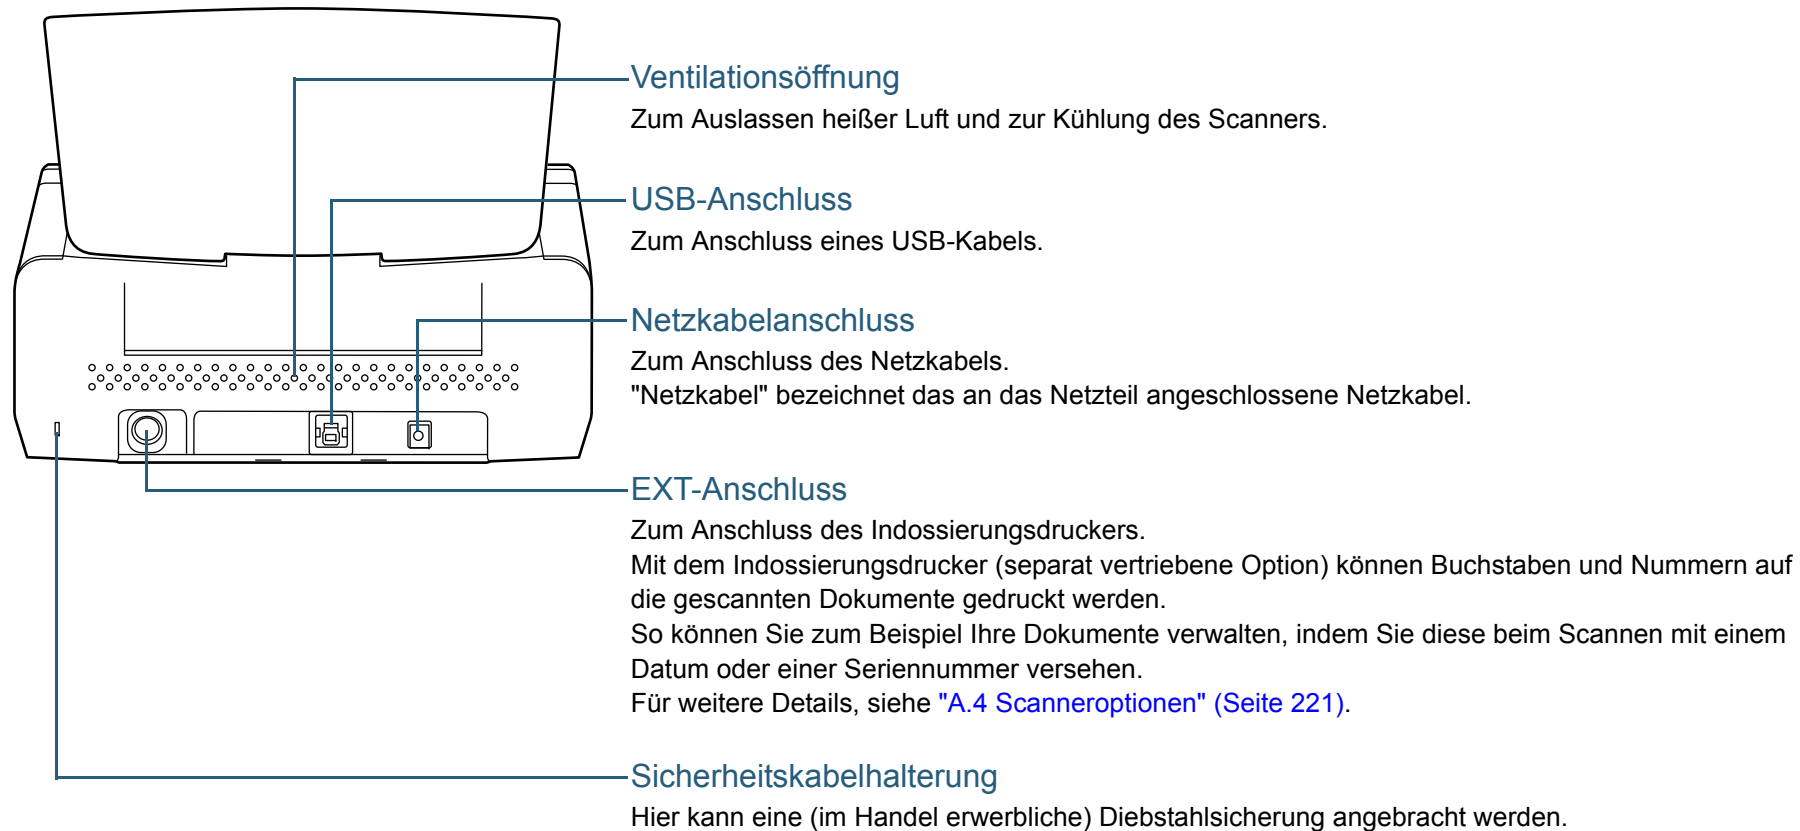 Ventilationsöffnung
Zum Auslassen heißer Luft und zur Kühlung des Scanners.
USB-Anschluss
Zum Anschluss eines USB-Kabels.
Netzkabelanschluss
Zum Anschluss des Netzkabels.
"Netzkabel" bezeichnet das an das Netzteil angeschlossene Netzkabel.
EXT-Anschluss
Zum Anschluss des Indossierungsdruckers.
Mit dem Indossierungsdrucker (separat vertriebene Option) können Buchstaben und Nummern auf
die gescannten Dokumente gedruckt werden.
So können Sie zum Beispiel Ihre Dokumente verwalten, indem Sie diese beim Scannen mit einem
Datum oder einer Seriennummer versehen.
Für weitere Details, siehe "A.4 Scanneroptionen" (Seite 221).
Sicherheitskabelhalterung
Hier kann eine (im Handel erwerbliche) Diebstahlsicherung angebracht werden.